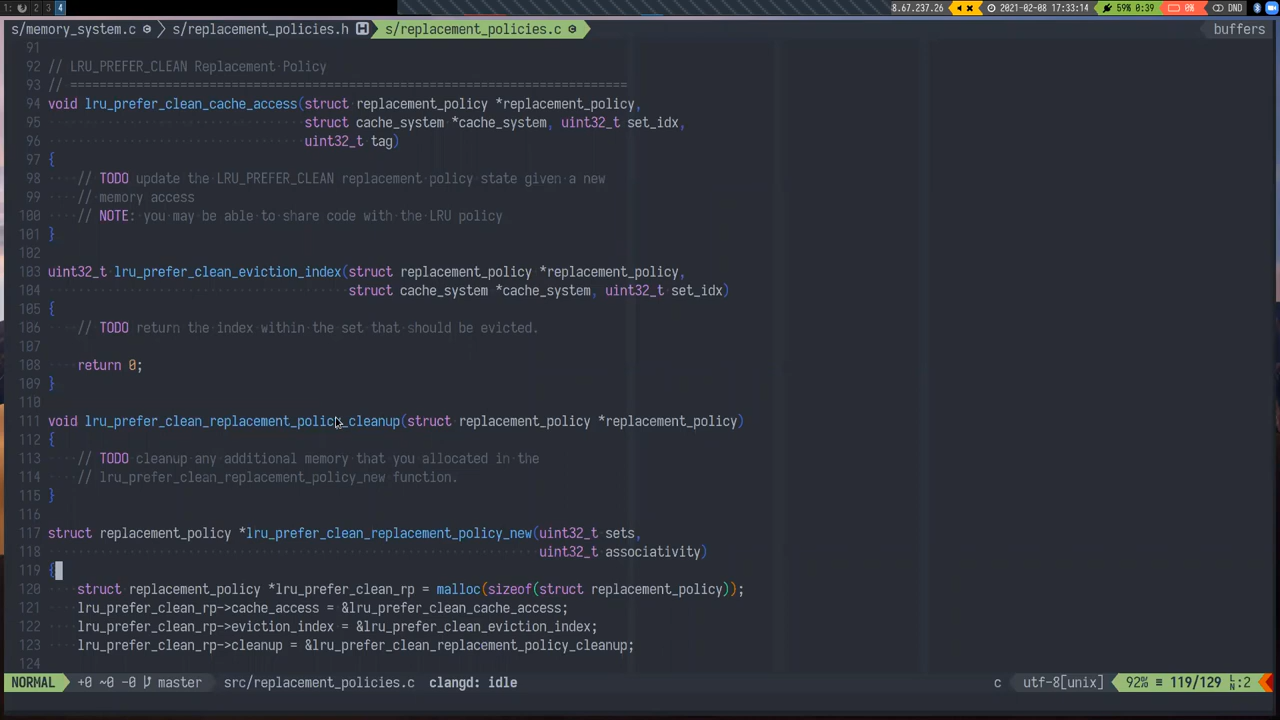 1: 2 3 4 8.67.237.26 2021-02-08 17:33:14 59% 0:39 0% DND
s/memory_system.c s/replacement_policies.h s/replacement_policies.c buffers
91
92 // LRU_PREFER_CLEAN Replacement Policy
93 // ============================================================================
94 void lru_prefer_clean_cache_access(struct replacement_policy *replacement_policy,
95 struct cache_system *cache_system, uint32_t set_idx,
96 uint32_t tag)
97 {
98 // TODO update the LRU_PREFER_CLEAN replacement policy state given a new
99 // memory access
100 // NOTE: you may be able to share code with the LRU policy
101 }
102
103 uint32_t lru_prefer_clean_eviction_index(struct replacement_policy *replacement_policy,
104 struct cache_system *cache_system, uint32_t set_idx)
105 {
106 // TODO return the index within the set that should be evicted.
107
108 return 0;
109 }
110
111 void lru_prefer_clean_replacement_policy_cleanup(struct replacement_policy *replacement_policy)
112 {
113 // TODO cleanup any additional memory that you allocated in the
114 // lru_prefer_clean_replacement_policy_new function.
115 }
116
117 struct replacement_policy *lru_prefer_clean_replacement_policy_new(uint32_t sets,
118 uint32_t associativity)
119 {
120 struct replacement_policy *lru_prefer_clean_rp = malloc(sizeof(struct replacement_policy));
121 lru_prefer_clean_rp->cache_access = &lru_prefer_clean_cache_access;
122 lru_prefer_clean_rp->eviction_index = &lru_prefer_clean_eviction_index;
123 lru_prefer_clean_rp->cleanup = &lru_prefer_clean_replacement_policy_cleanup;
124
NORMAL +0 ~0 -0 master src/replacement_policies.c clangd: idle c utf-8[unix] 92% ≡ 119/129 LN:2